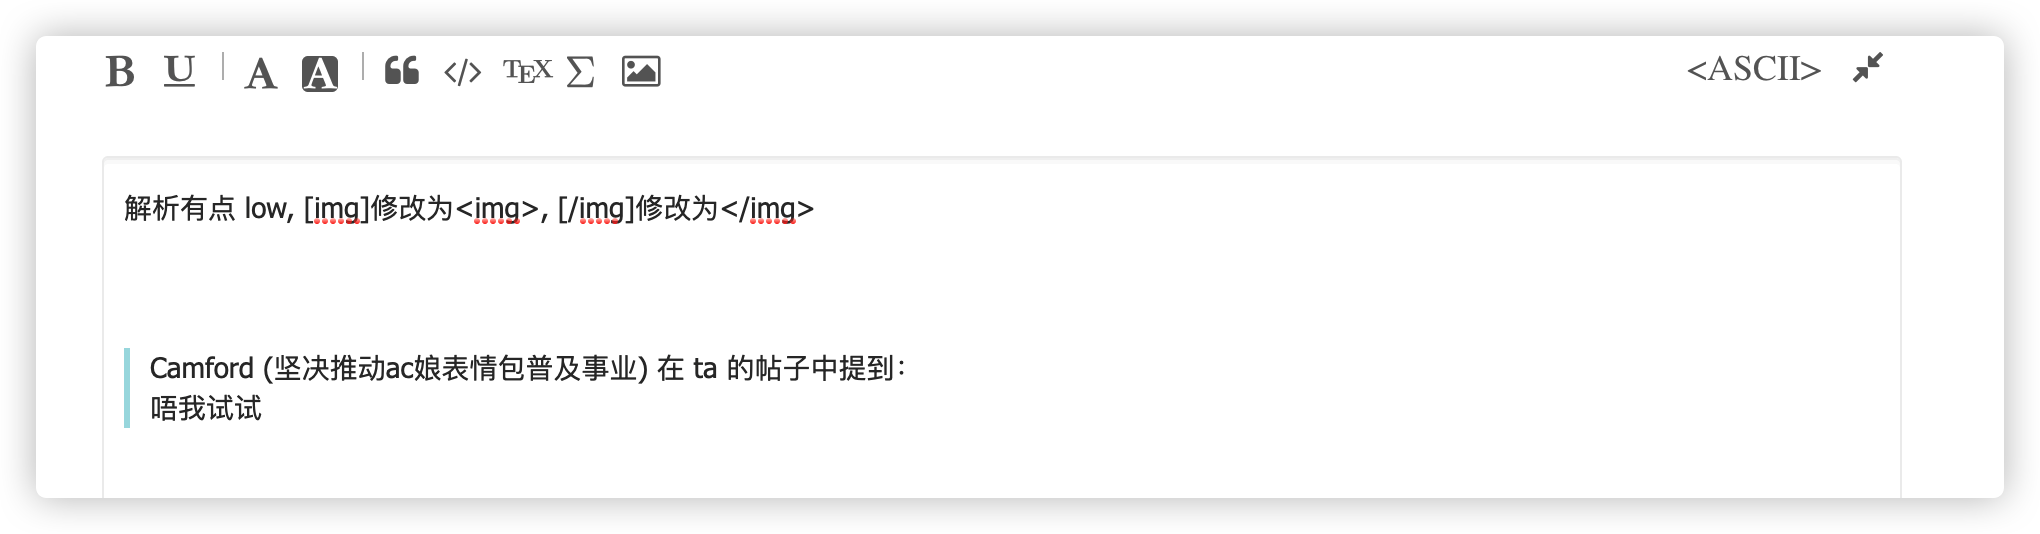 B U A A </> TEX Σ <ASCII>
解析有点 low, [img]修改为<img>, [/img]修改为</img>
Camford (坚决推动ac娘表情包普及事业) 在 ta 的帖子中提到：
唔我试试